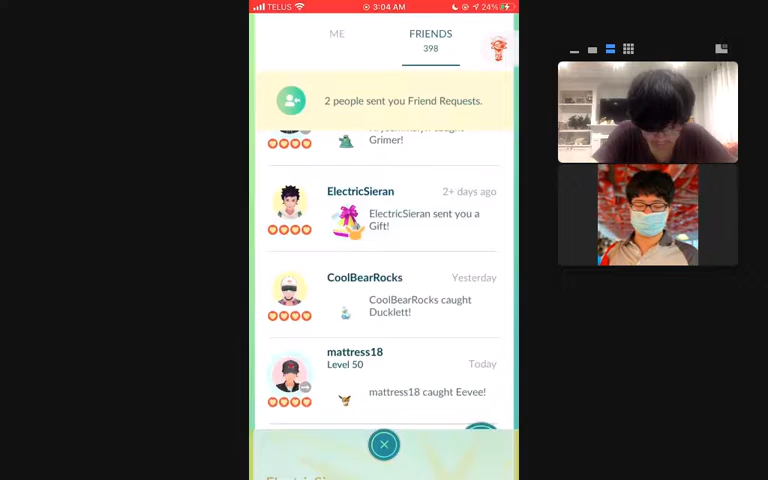 TELUS
3:04 AM
24%
ME
FRIENDS
398
2 people sent you Friend Requests.
caught
Grimer!
ElectricSieran
2+ days ago
ElectricSieran sent you a
Gift!
CoolBearRocks
Yesterday
CoolBearRocks caught
Ducklett!
mattress18
Level 50
Today
mattress18 caught Eevee!